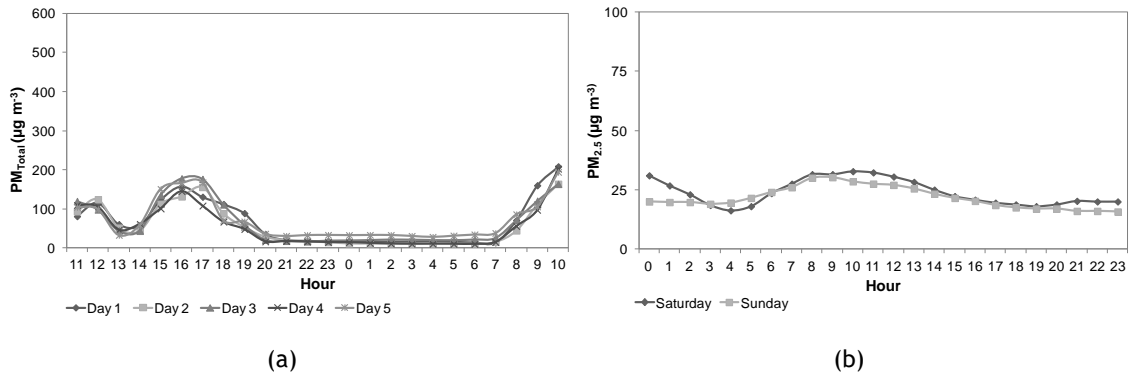 600
500
400
300
200
100
0
PM_Total (µg m⁻³)
11 12 13 14 15 16 17 18 19 20 21 22 23 0 1 2 3 4 5 6 7 8 9 10
Hour
Day 1 Day 2 Day 3 Day 4 Day 5
(a)
100
75
50
25
0
PM2.5 (µg m⁻³)
0 1 2 3 4 5 6 7 8 9 10 11 12 13 14 15 16 17 18 19 20 21 22 23
Hour
Saturday Sunday
(b)